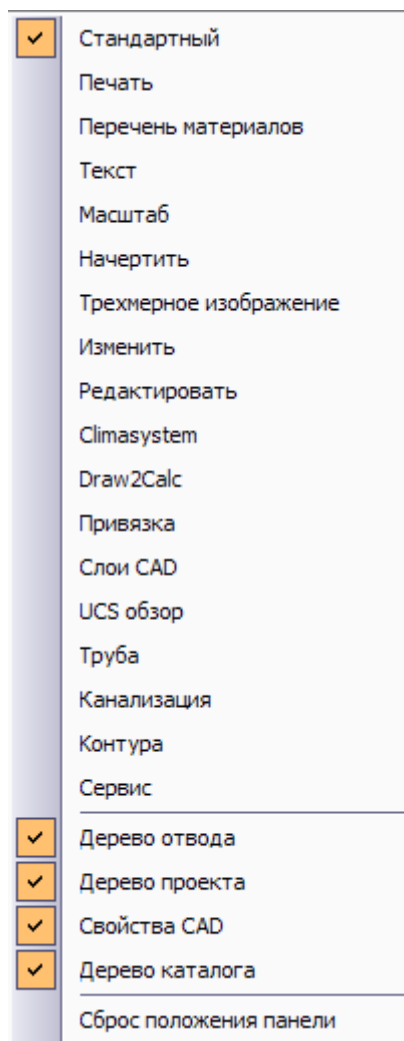 Стандартный
Печать
Перечень материалов
Текст
Масштаб
Начертить
Трехмерное изображение
Изменить
Редактировать
Climasystem
Draw2Calc
Привязка
Слои CAD
UCS обзор
Труба
Канализация
Контура
Сервис
Дерево отвода
Дерево проекта
Свойства CAD
Дерево каталога
Сброс положения панели